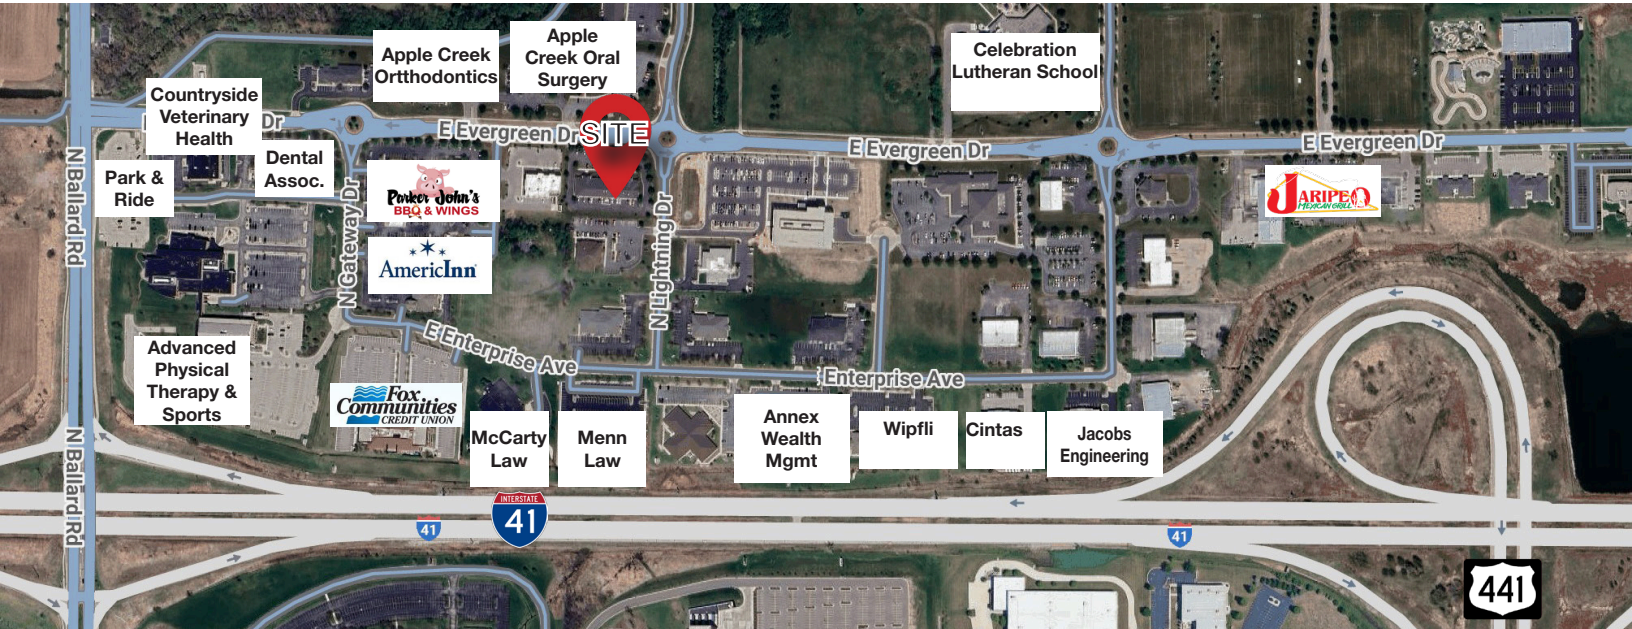 Apple Creek
Ortthodontics
Apple
Creek Oral
Surgery
Celebration
Lutheran School
Countryside
Veterinary
Health
Dr
E Evergreen Dr
SITE
E Evergreen Dr
E Evergreen Dr
Dental
Assoc.
Park &
Ride
Parker John's
BBQ & WINGS
JARIPEO
MEXICAN GRILL
N Ballard Rd
N Gateway Dr
N Lightning Dr
AmericInn
E Enterprise Ave
Enterprise Ave
Advanced
Physical
Therapy &
Sports
Fox
Communities
CREDIT UNION
McCarty
Law
Menn
Law
Annex
Wealth
Mgmt
Wipfli
Cintas
Jacobs
Engineering
N Ballard Rd
INTERSTATE
41
41
41
441